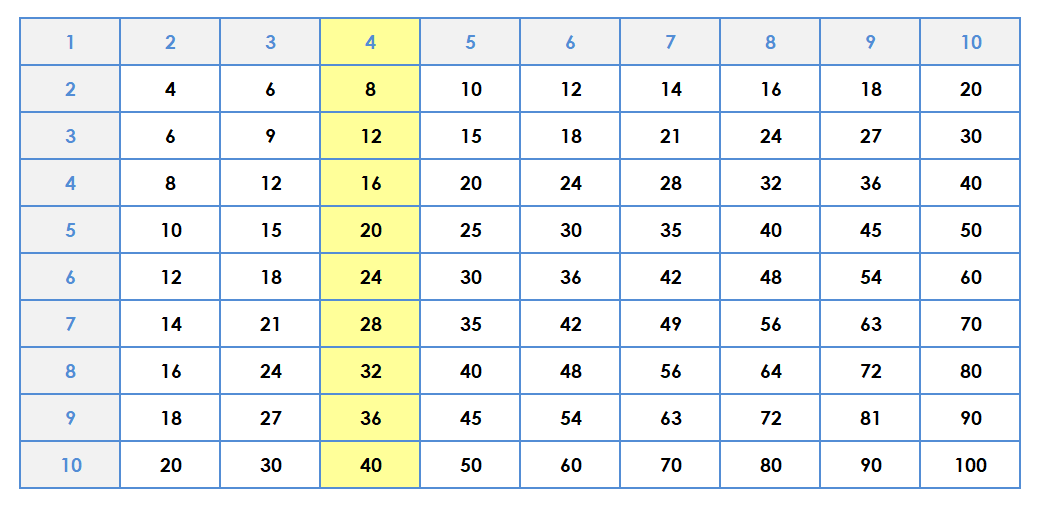 1 2 3 4 5 6 7 8 9 10
2 4 6 8 10 12 14 16 18 20
3 6 9 12 15 18 21 24 27 30
4 8 12 16 20 24 28 32 36 40
5 10 15 20 25 30 35 40 45 50
6 12 18 24 30 36 42 48 54 60
7 14 21 28 35 42 49 56 63 70
8 16 24 32 40 48 56 64 72 80
9 18 27 36 45 54 63 72 81 90
10 20 30 40 50 60 70 80 90 100